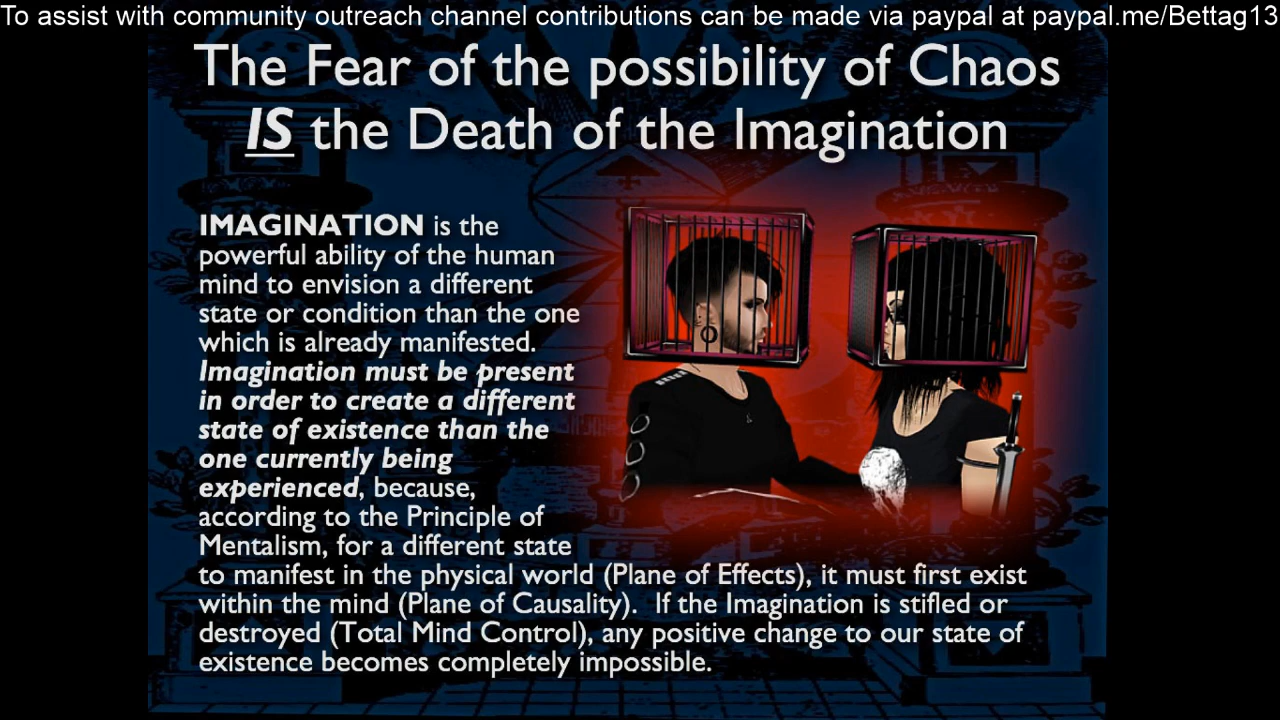 To assist with community outreach channel contributions can be made via paypal at paypal.me/Bettag13
The Fear of the possibility of Chaos
IS the Death of the Imagination
IMAGINATION is the
powerful ability of the human
mind to envision a different
state or condition than the one
which is already manifested.
Imagination must be present
in order to create a different
state of existence than the
one currently being
experienced, because,
according to the Principle of
Mentalism, for a different state
to manifest in the physical world (Plane of Effects), it must first exist
within the mind (Plane of Causality).  If the Imagination is stifled or
destroyed (Total Mind Control), any positive change to our state of
existence becomes completely impossible.